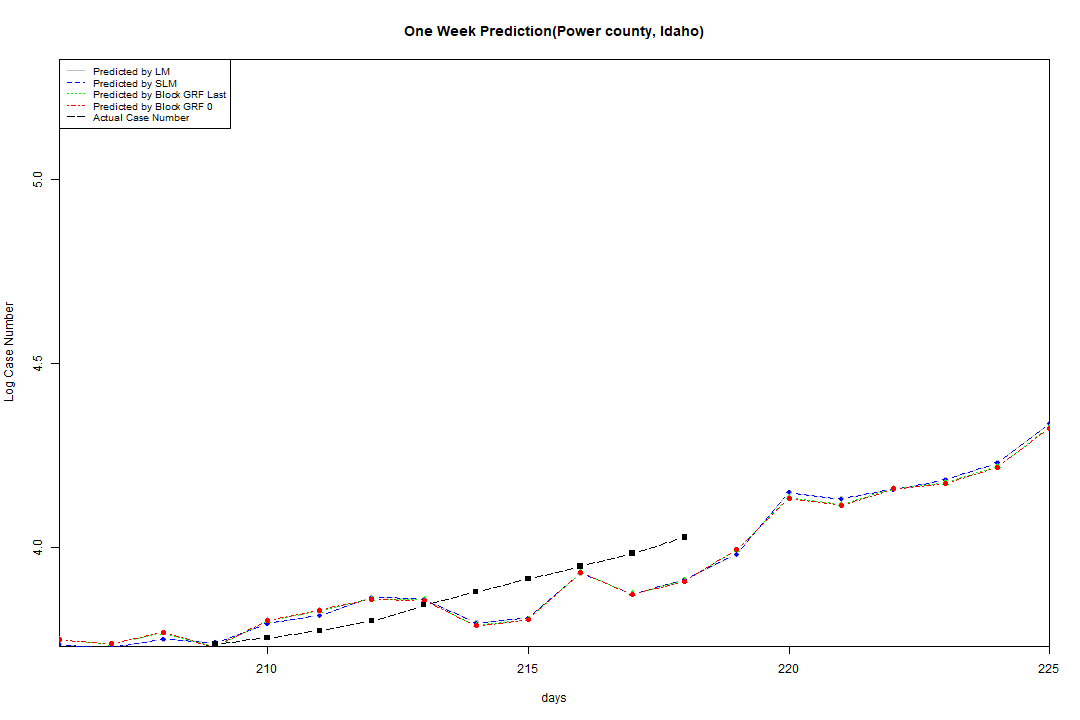 One Week Prediction(Power county, Idaho)
Predicted by LM
Predicted by SLM
Predicted by Block GRF Last
Predicted by Block GRF 0
Actual Case Number
5.0
4.5
4.0
Log Case Number
210
215
220
225
days